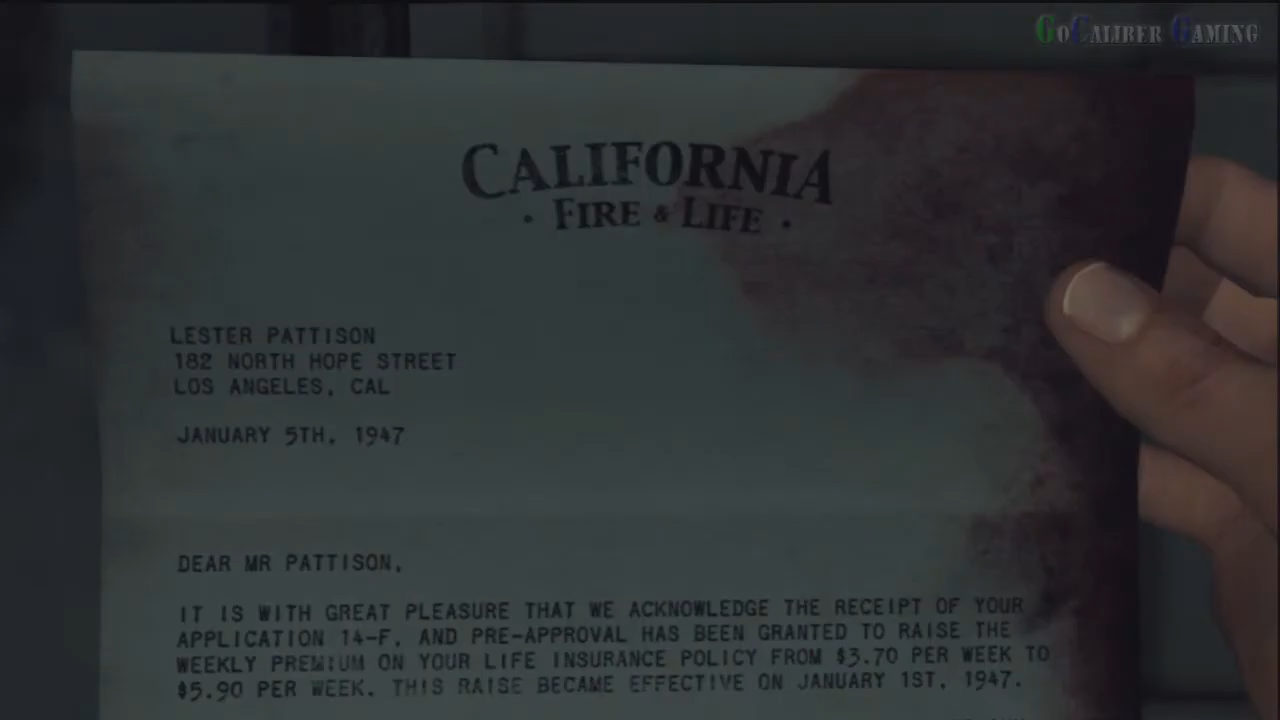 GoCaliber Gaming
CALIFORNIA
· FIRE & LIFE ·
LESTER PATTISON
182 NORTH HOPE STREET
LOS ANGELES, CAL
JANUARY 5TH, 1947
DEAR MR PATTISON,
IT IS WITH GREAT PLEASURE THAT WE ACKNOWLEDGE THE RECEIPT OF YOUR
APPLICATION 14-F, AND PRE-APPROVAL HAS BEEN GRANTED TO RAISE THE
WEEKLY PREMIUM ON YOUR LIFE INSURANCE POLICY FROM $3.70 PER WEEK TO
$5.90 PER WEEK. THIS RAISE BECAME EFFECTIVE ON JANUARY 1ST, 1947.